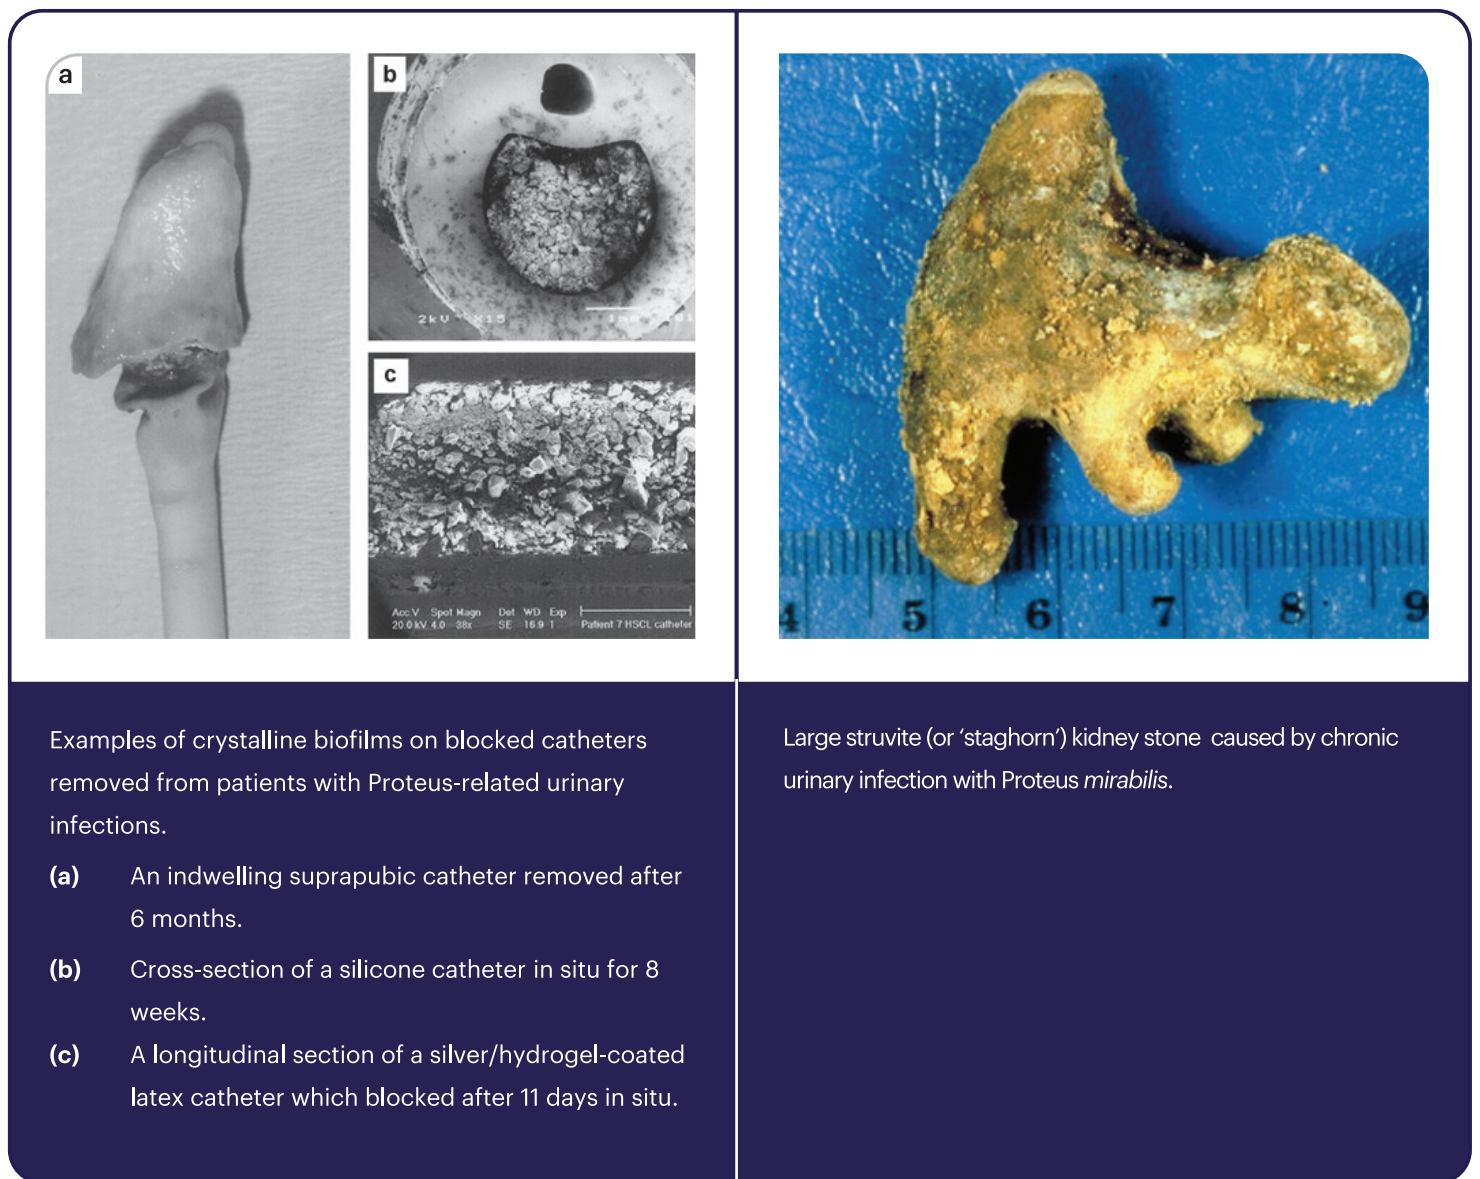 a
b
2kV X15 1mm
c
Acc.V Spot Magn Det WD Exp
20.0 kV 4.0 38x SE 16.9 1 Patient 7 HSCL catheter
4 5 6 7 8 9
Examples of crystalline biofilms on blocked catheters
removed from patients with Proteus-related urinary
infections.
(a) An indwelling suprapubic catheter removed after
6 months.
(b) Cross-section of a silicone catheter in situ for 8
weeks.
(c) A longitudinal section of a silver/hydrogel-coated
latex catheter which blocked after 11 days in situ.
Large struvite (or ‘staghorn’) kidney stone caused by chronic
urinary infection with Proteus mirabilis.